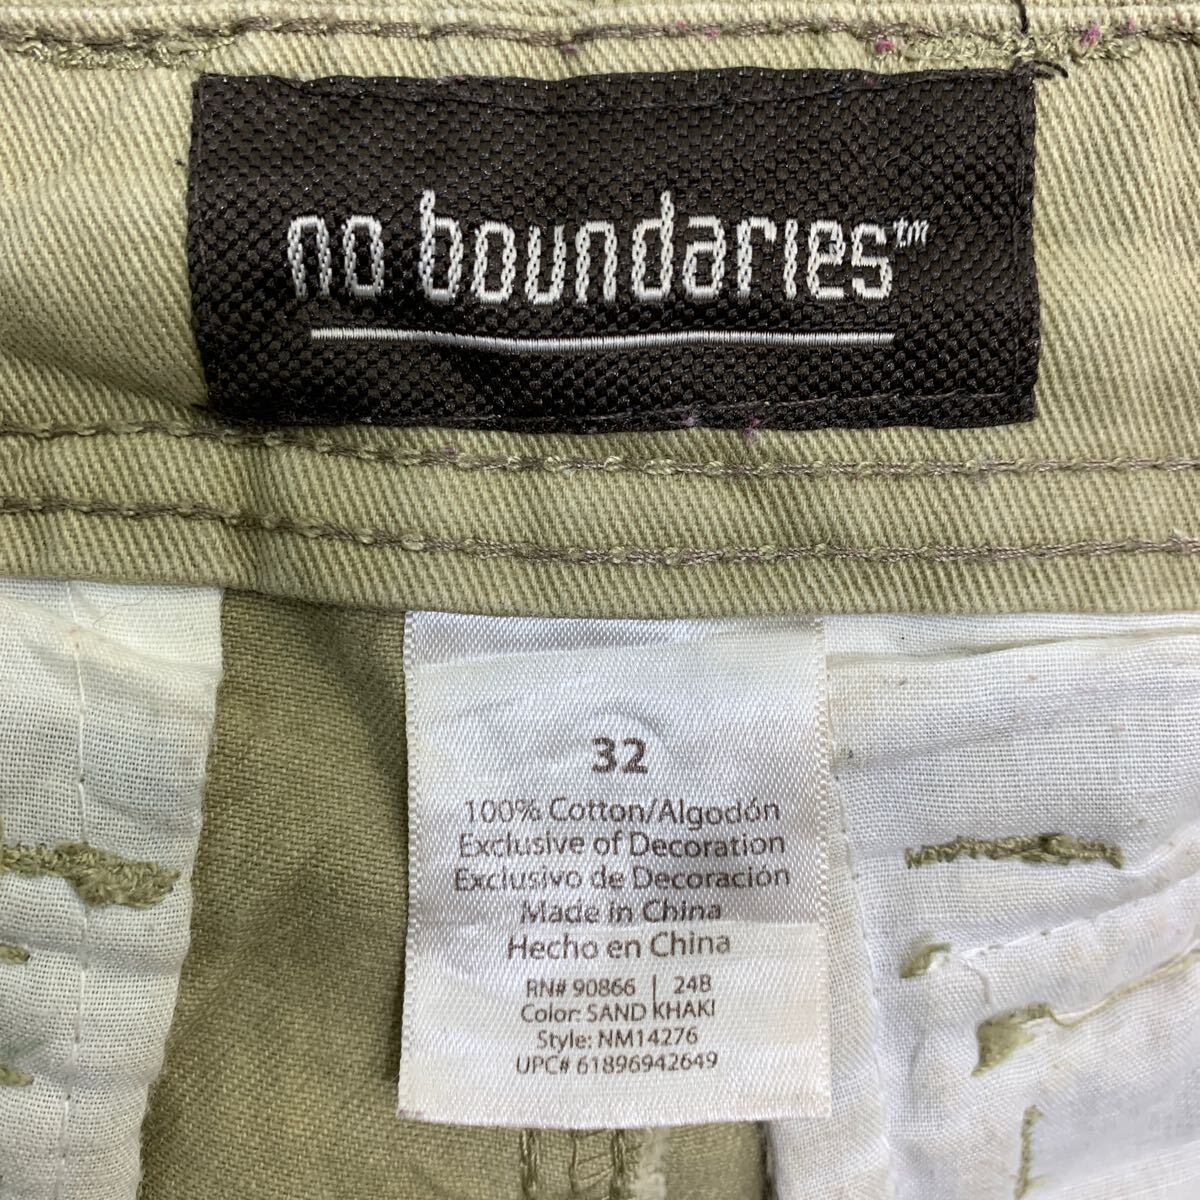 no boundaries™
32
100% Cotton/Algodón
Exclusive of Decoration
Exclusivo de Decoración
Made in China
Hecho en China
RN# 90866 | 24B
Color: SAND KHAKI
Style: NM14276
UPC# 61896942649